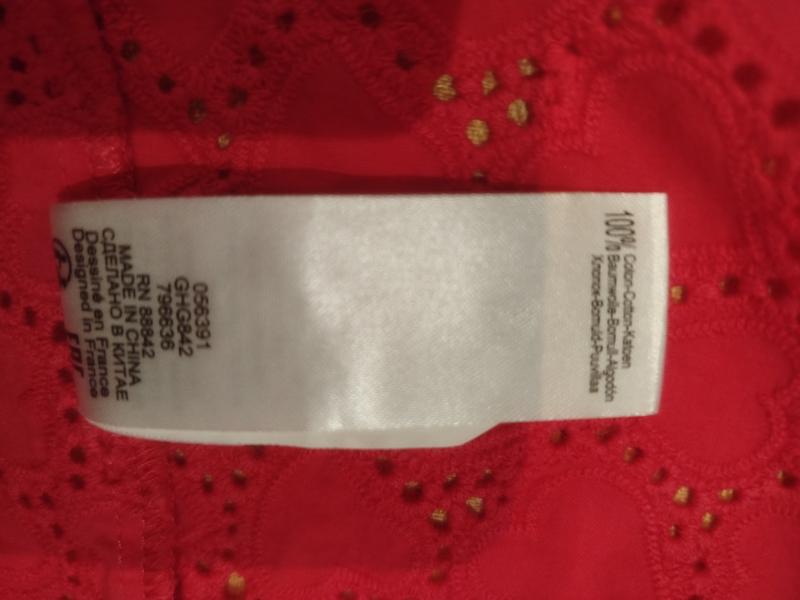 100% Coton-Cotton-Katoen
Baumwolle-Bomull-Algodón
Хлопок-Bomuld-Puuvillaa
056391
GHG842
796636
RN 88842
MADE IN CHINA
СДЕЛАНО В КИТАЕ
Dessiné en France
Designed in France